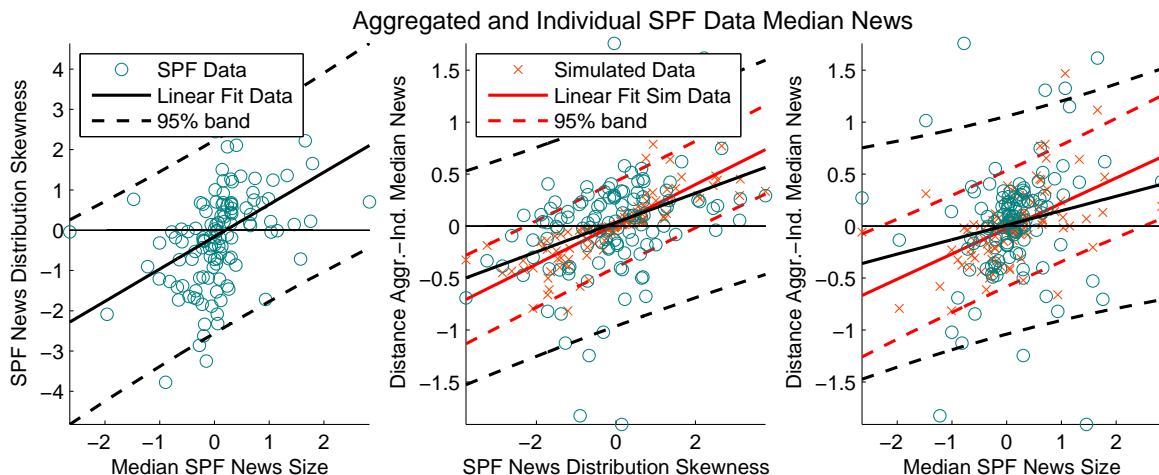 Aggregated and Individual SPF Data Median News
SPF News Distribution Skewness
4
3
2
1
0
−1
−2
−3
−4
SPF Data
Linear Fit Data
95% band
−2 −1 0 1 2
Median SPF News Size
Distance Aggr.−Ind. Median News
1.5
1
0.5
0
−0.5
−1
−1.5
Simulated Data
Linear Fit Sim Data
95% band
−2 0 2
SPF News Distribution Skewness
Distance Aggr.−Ind. Median News
1.5
1
0.5
0
−0.5
−1
−1.5
−2 −1 0 1 2
Median SPF News Size